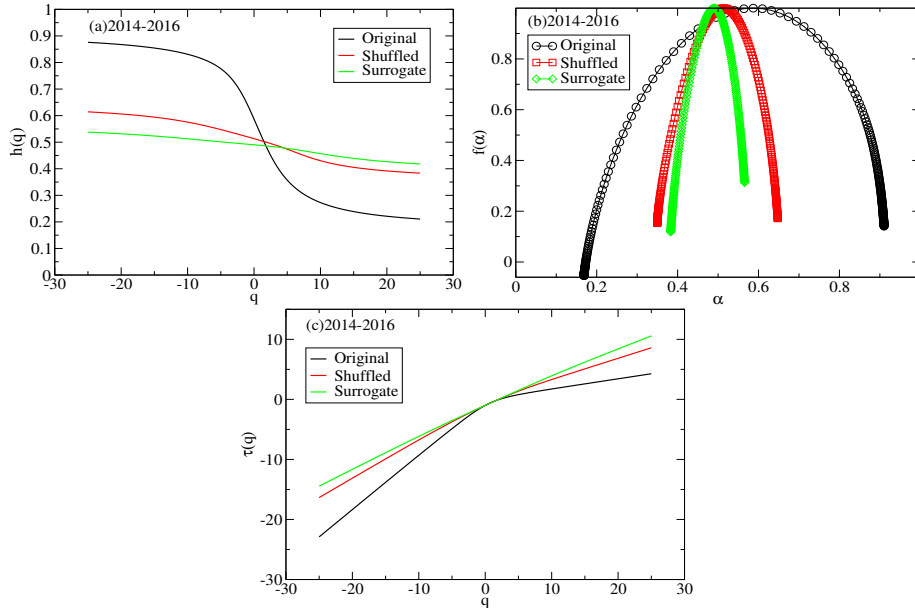 (a)2014-2016
Original
Shuffled
Surrogate
h(q)
1
0.9
0.8
0.7
0.6
0.5
0.4
0.3
0.2
0.1
0
-30 -20 -10 0 10 20 30
q
(b)2014-2016
Original
Shuffled
Surrogate
f(α)
0.8
0.6
0.4
0.2
0
0 0.2 0.4 0.6 0.8
α
(c)2014-2016
Original
Shuffled
Surrogate
τ(q)
10
0
-10
-20
-30
-30 -20 -10 0 10 20 30
q